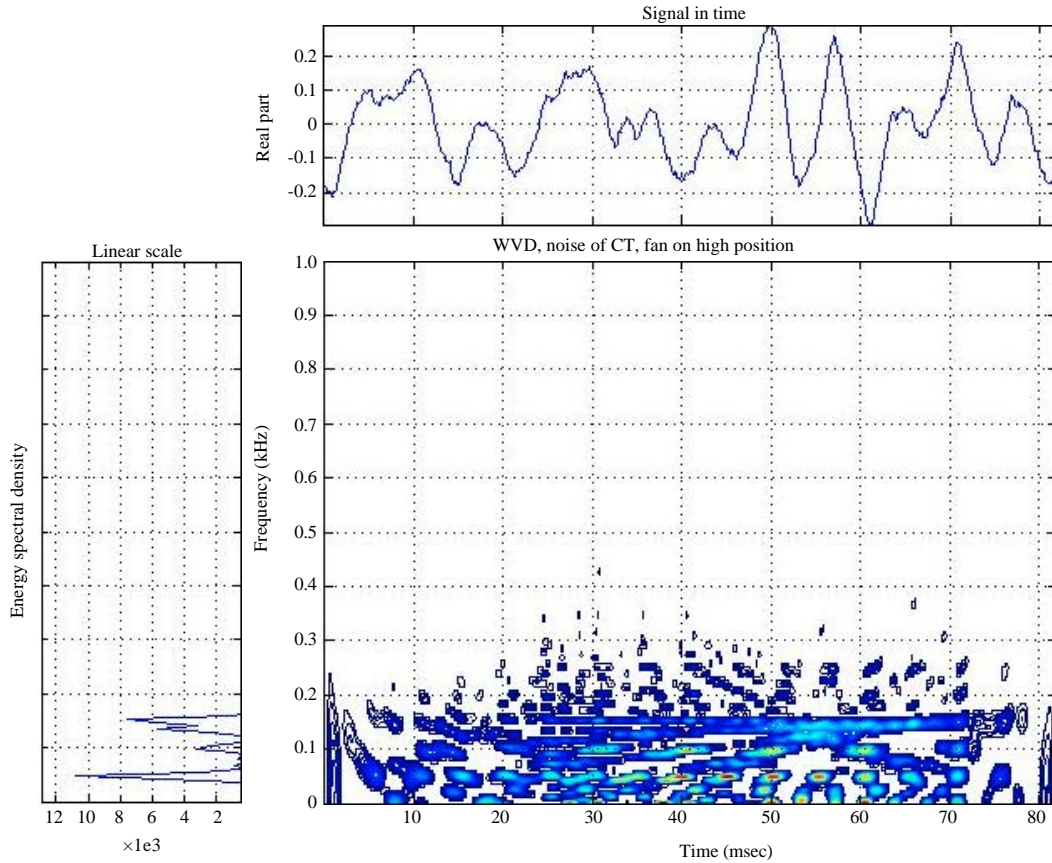 Signal in time
Real part
0.2
0.1
0
-0.1
-0.2
Linear scale
Energy spectral density
12 10 8 6 4 2
×1e3
WVD, noise of CT, fan on high position
Frequency (kHz)
1.0
0.9
0.8
0.7
0.6
0.5
0.4
0.3
0.2
0.1
0
10 20 30 40 50 60 70 80
Time (msec)